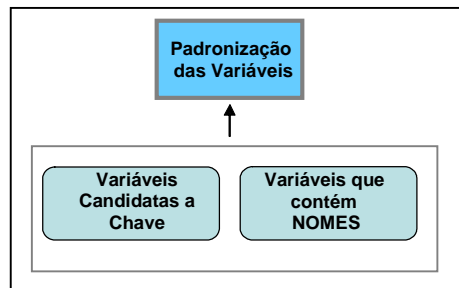 Padronização
das Variáveis
Variáveis
Candidatas a
Chave
Variáveis que
contém
NOMES